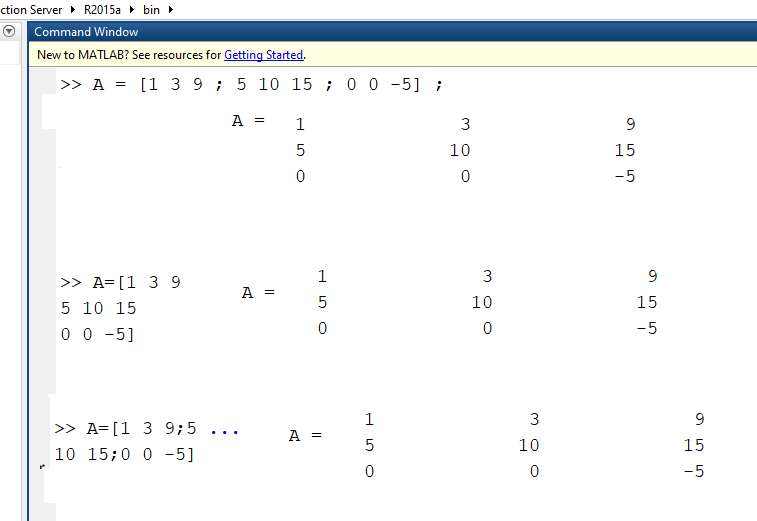 ction Server ▸ R2015a ▸ bin ▸
Command Window
New to MATLAB? See resources for Getting Started.
>> A = [1 3 9 ; 5 10 15 ; 0 0 -5] ;
A =
1 3 9
5 10 15
0 0 -5
>> A=[1 3 9
5 10 15
0 0 -5]
A =
1 3 9
5 10 15
0 0 -5
>> A=[1 3 9;5 ...
10 15;0 0 -5]
A =
1 3 9
5 10 15
0 0 -5